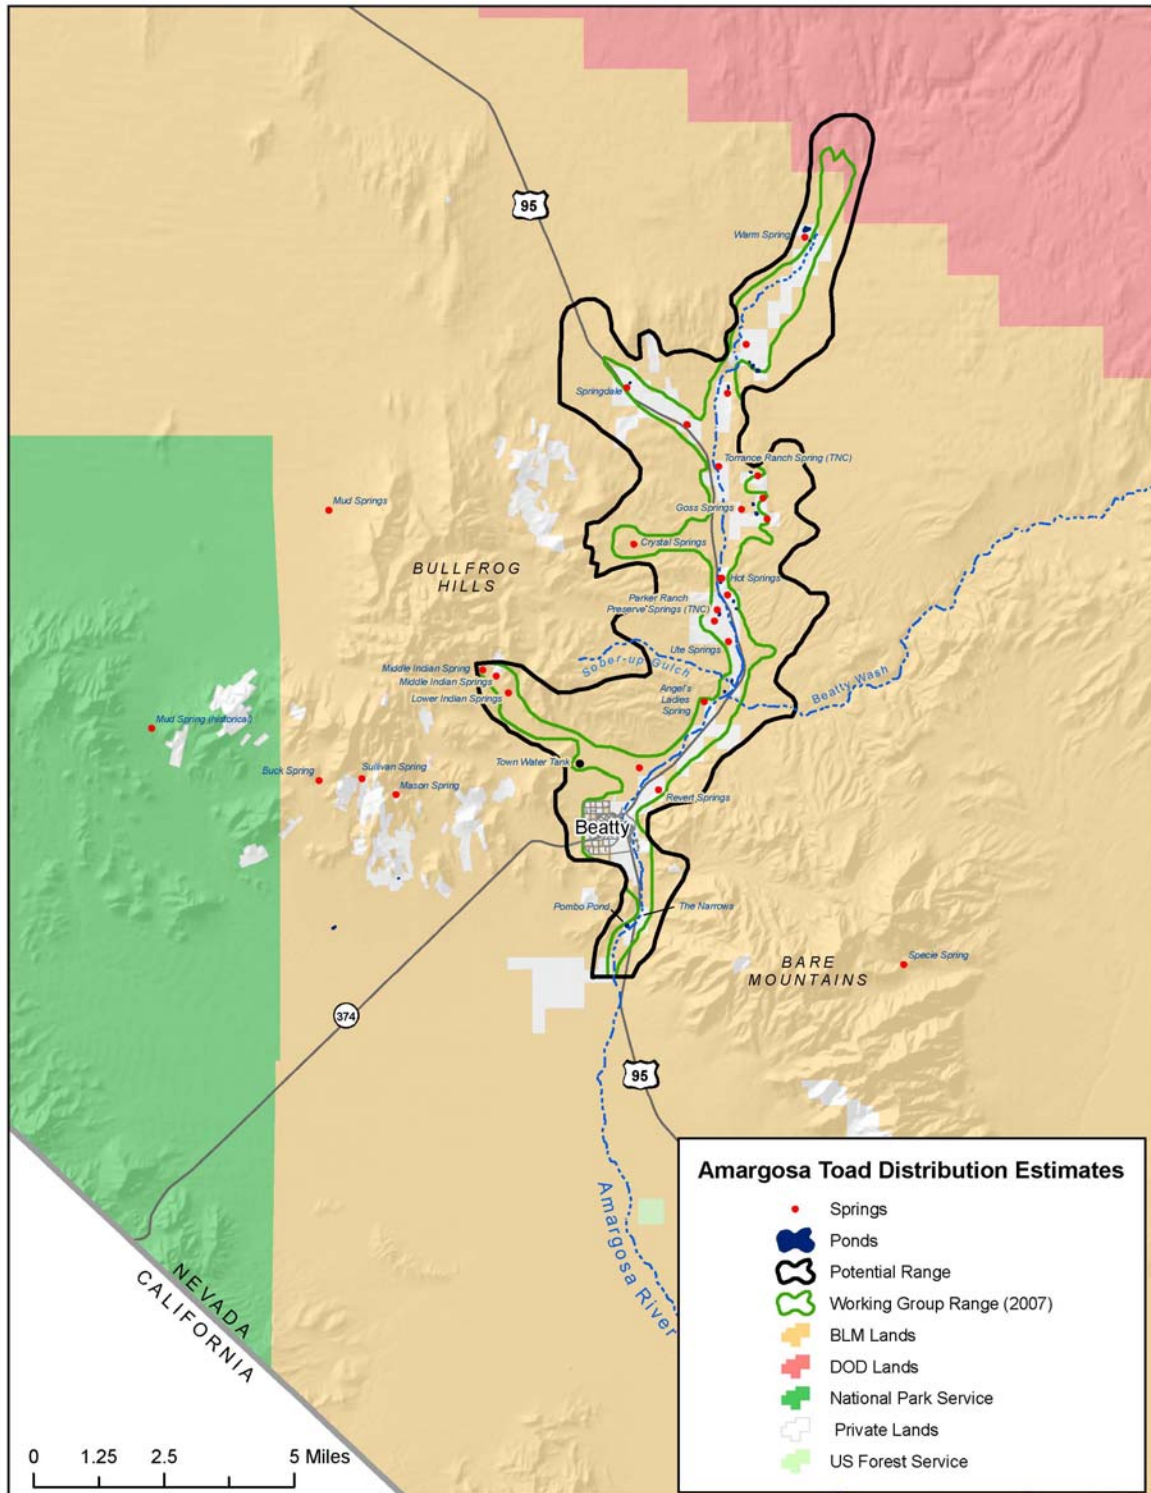 95
Warm Spring
Springdale
Torrance Ranch Spring (TNC)
Mud Springs
Goss Springs
Crystal Springs
BULLFROG
HILLS
Hot Springs
Parker Ranch
Preserve Springs (TNC)
Ute Springs
Sober-up Gulch
Beatty Wash
Middle Indian Spring
Middle Indian Springs
Lower Indian Springs
Angel's
Ladies
Spring
Mud Spring (historical)
Town Water Tank
Buck Spring
Sullivan Spring
Mason Spring
Revert Springs
Beatty
Pombo Pond
The Narrows
BARE
MOUNTAINS
Specie Spring
374
95
Amargosa River
NEVADA
CALIFORNIA
Amargosa Toad Distribution Estimates
Springs
Ponds
Potential Range
Working Group Range (2007)
BLM Lands
DOD Lands
National Park Service
Private Lands
US Forest Service
0 1.25 2.5 5 Miles